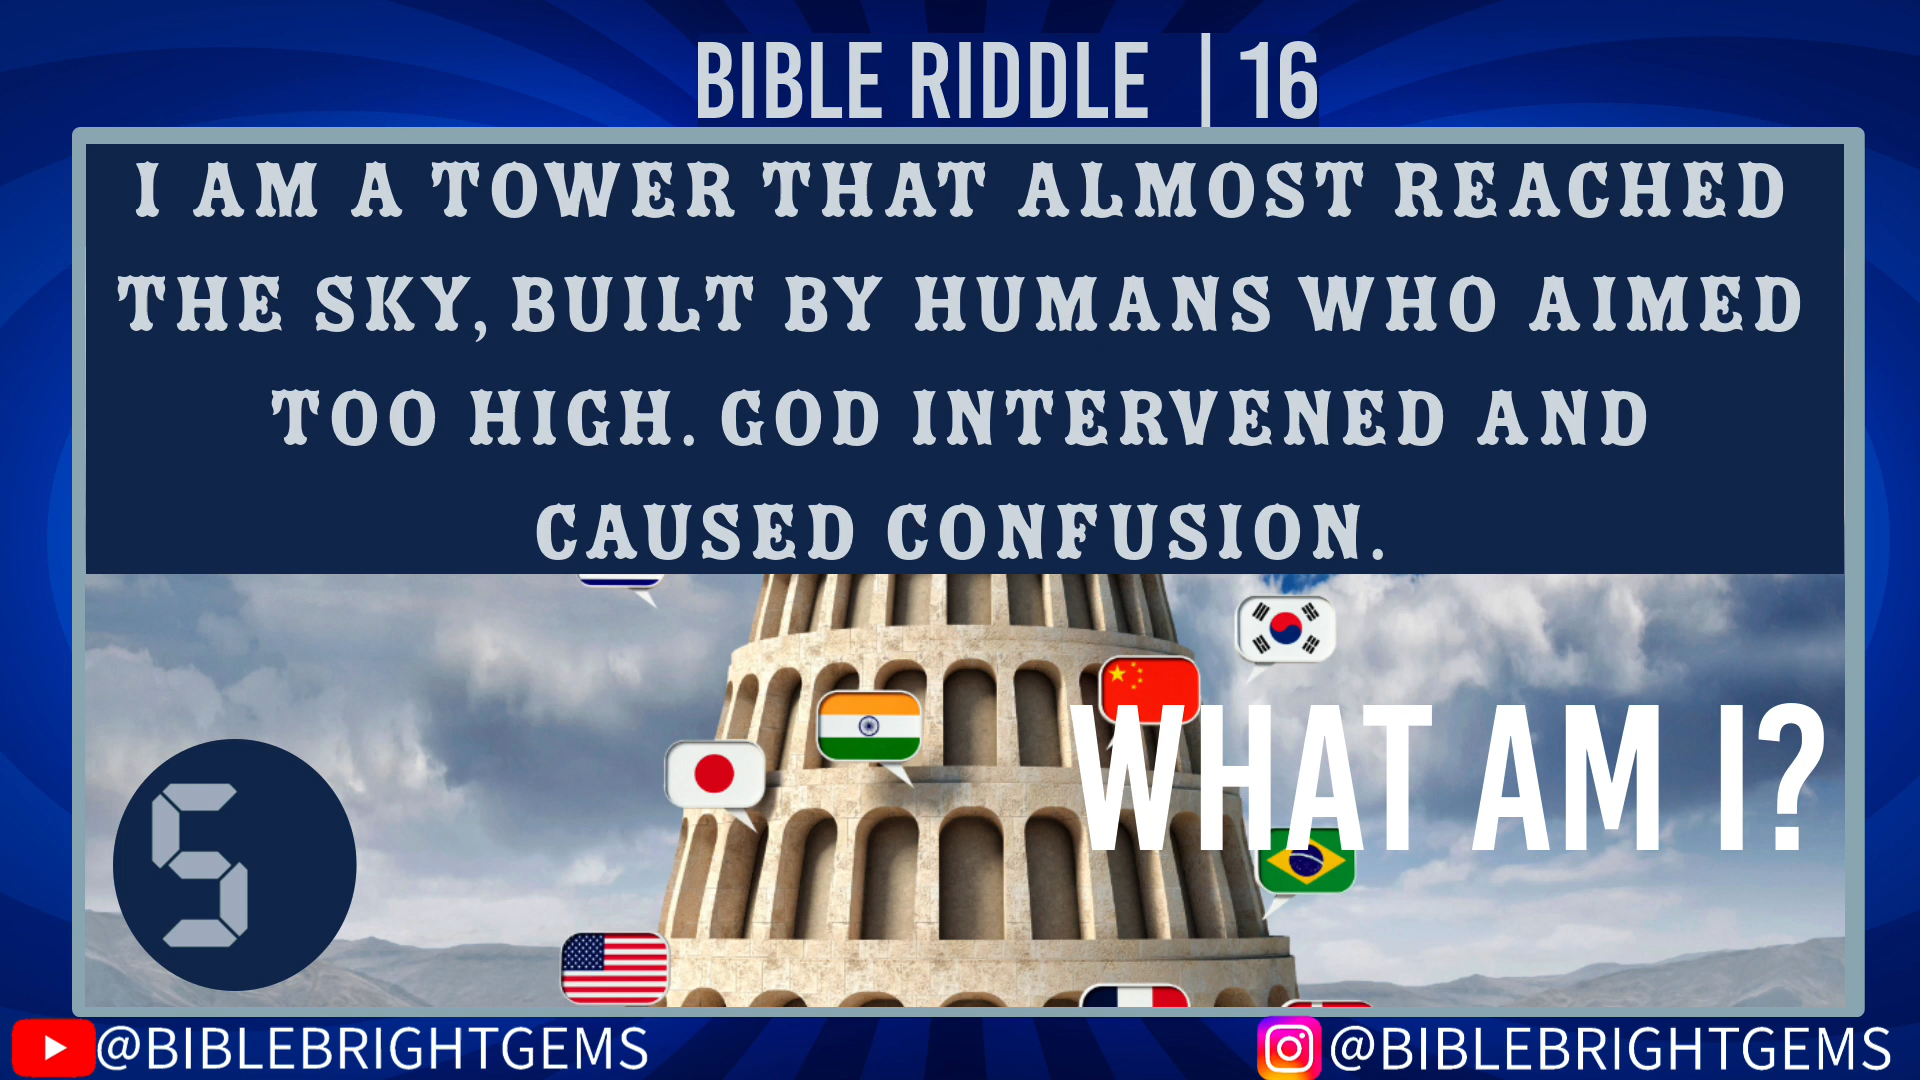 BIBLE RIDDLE | 16
I AM A TOWER THAT ALMOST REACHED
THE SKY, BUILT BY HUMANS WHO AIMED
TOO HIGH. GOD INTERVENED AND
CAUSED CONFUSION.
WHAT AM I?
5
@BIBLEBRIGHTGEMS
@BIBLEBRIGHTGEMS